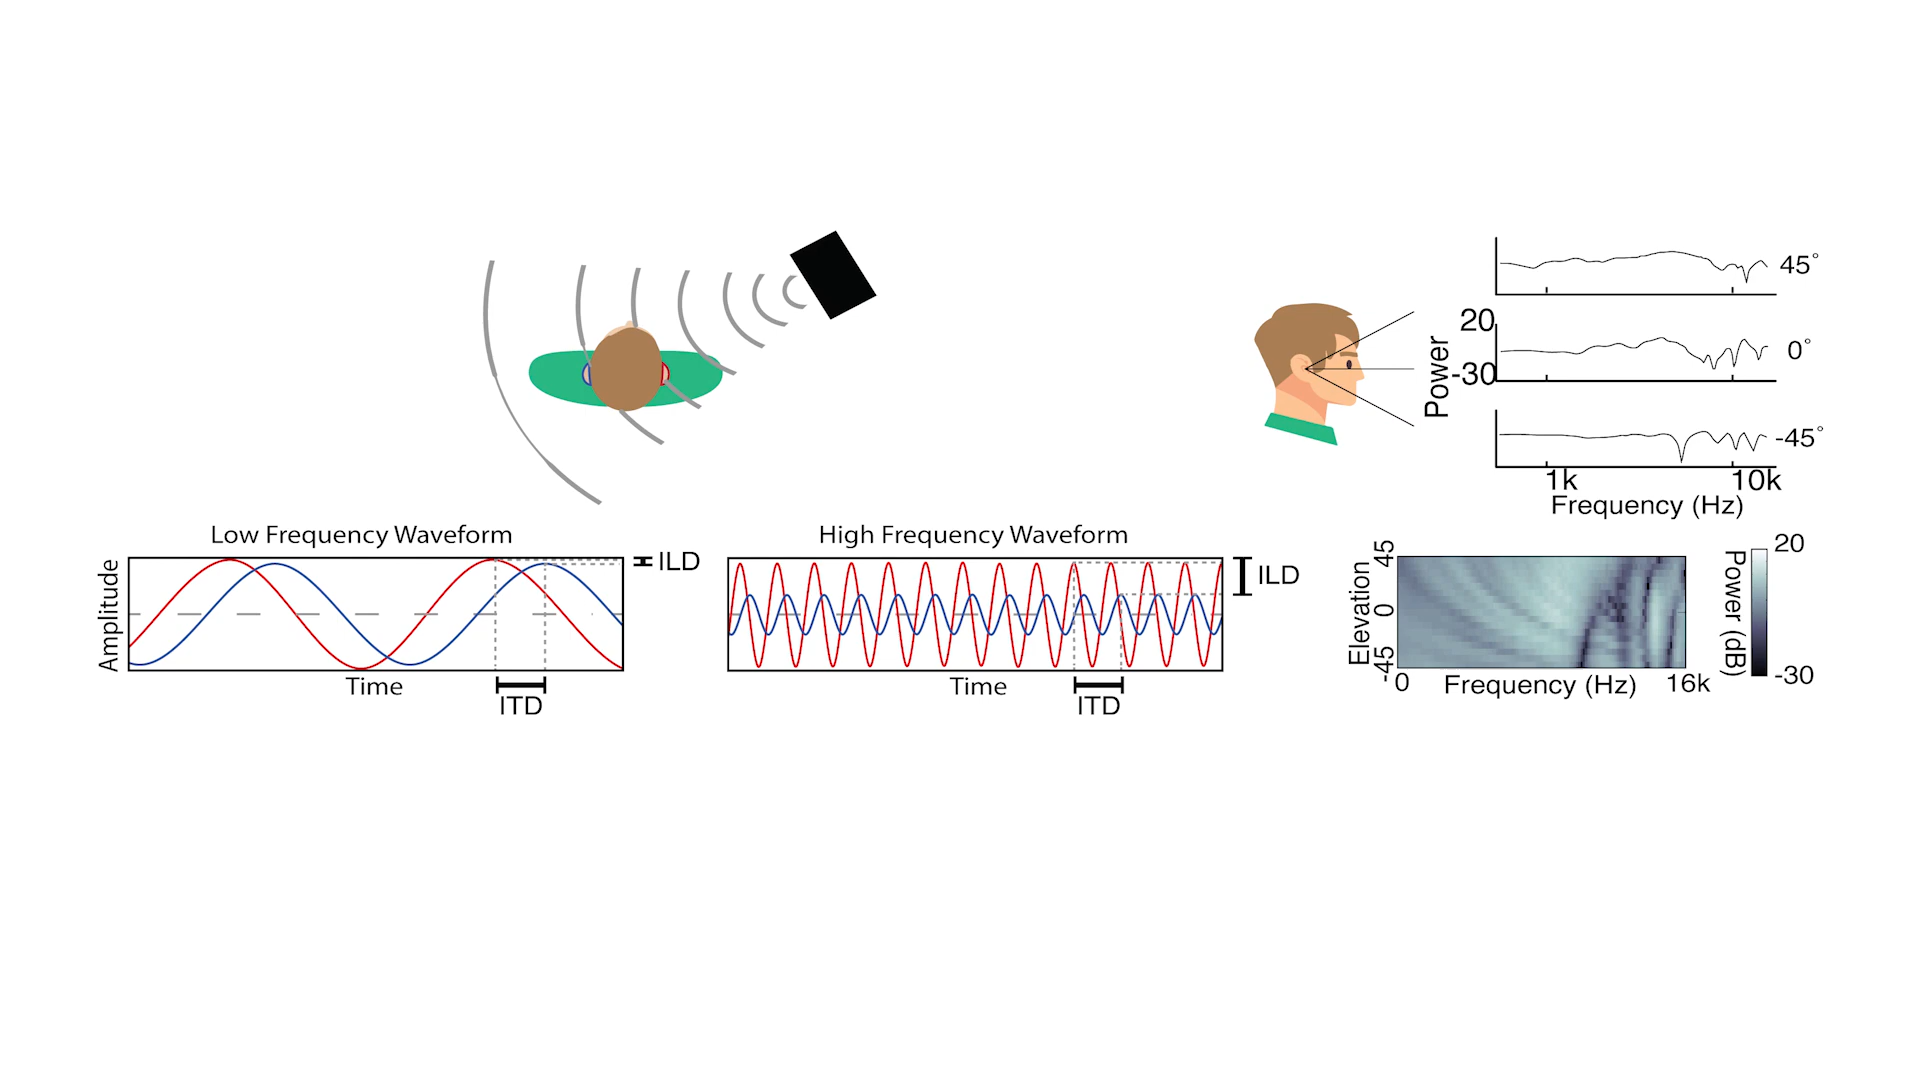 45°
20
0°
-30
Power
-45°
1k
10k
Frequency (Hz)
Low Frequency Waveform
Amplitude
ILD
Time
ITD
High Frequency Waveform
ILD
Time
ITD
45
0
-45
Elevation
0
Frequency (Hz)
16k
20
-30
Power (dB)